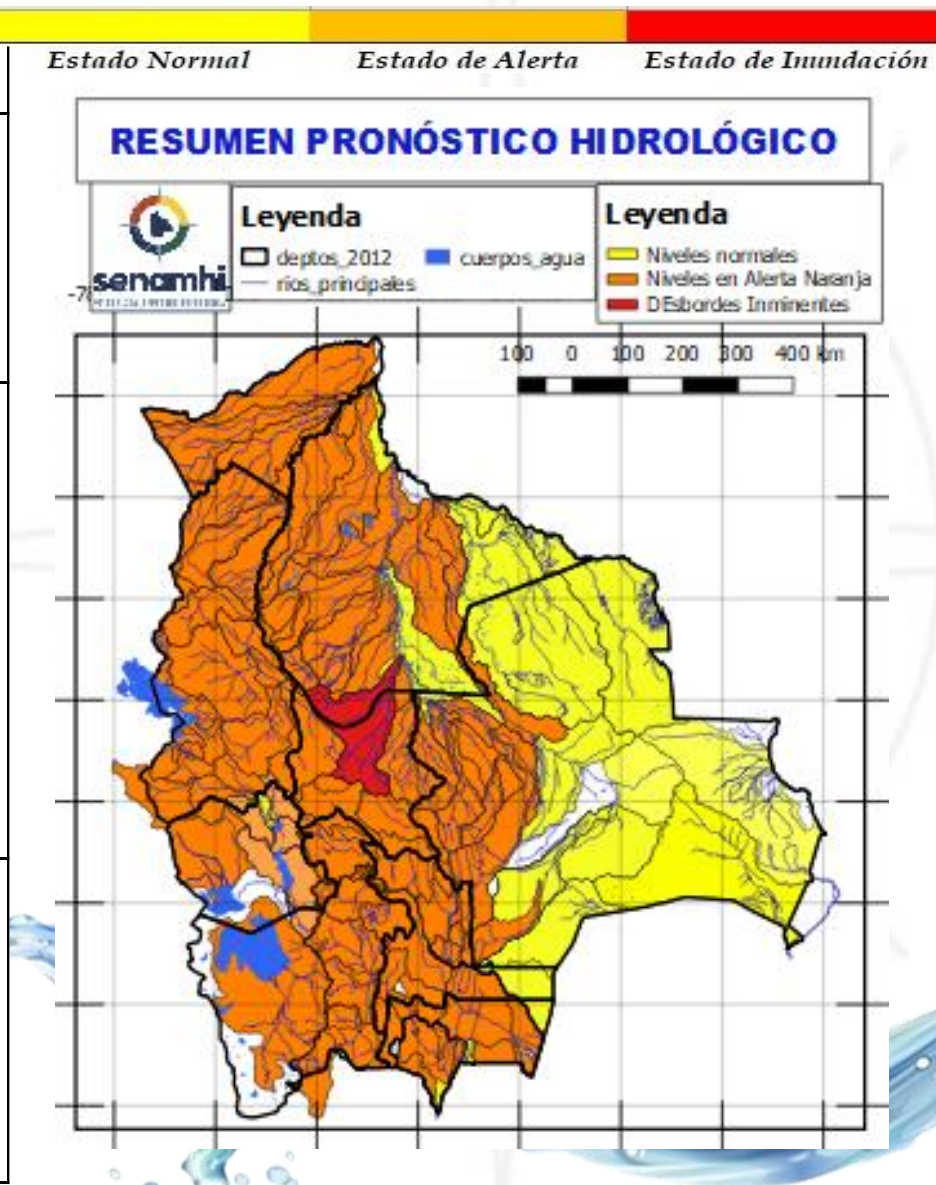 Estado Normal Estado de Alerta Estado de Inundación
RESUMEN PRONÓSTICO HIDROLÓGICO
senamhi
Leyenda
deptos_2012 cuerpos_agua
rios_principales
Leyenda
Niveles normales
Niveles en Alerta Naranja
DEsbordes Inminentes
100 0 100 200 300 400 km